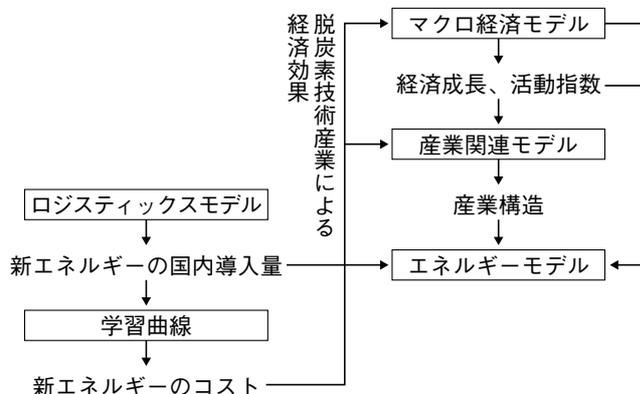 脱炭素技術産業による
経済効果
マクロ経済モデル
経済成長、活動指数
産業関連モデル
産業構造
エネルギーモデル
ロジスティックスモデル
新エネルギーの国内導入量
学習曲線
新エネルギーのコスト